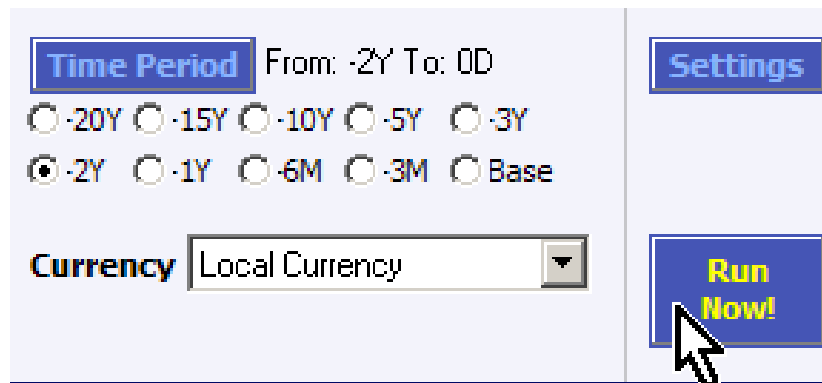 Time Period From: -2Y To: 0D Settings
-20Y -15Y -10Y -5Y -3Y
-2Y -1Y -6M -3M Base
Currency Local Currency
Run
Now!